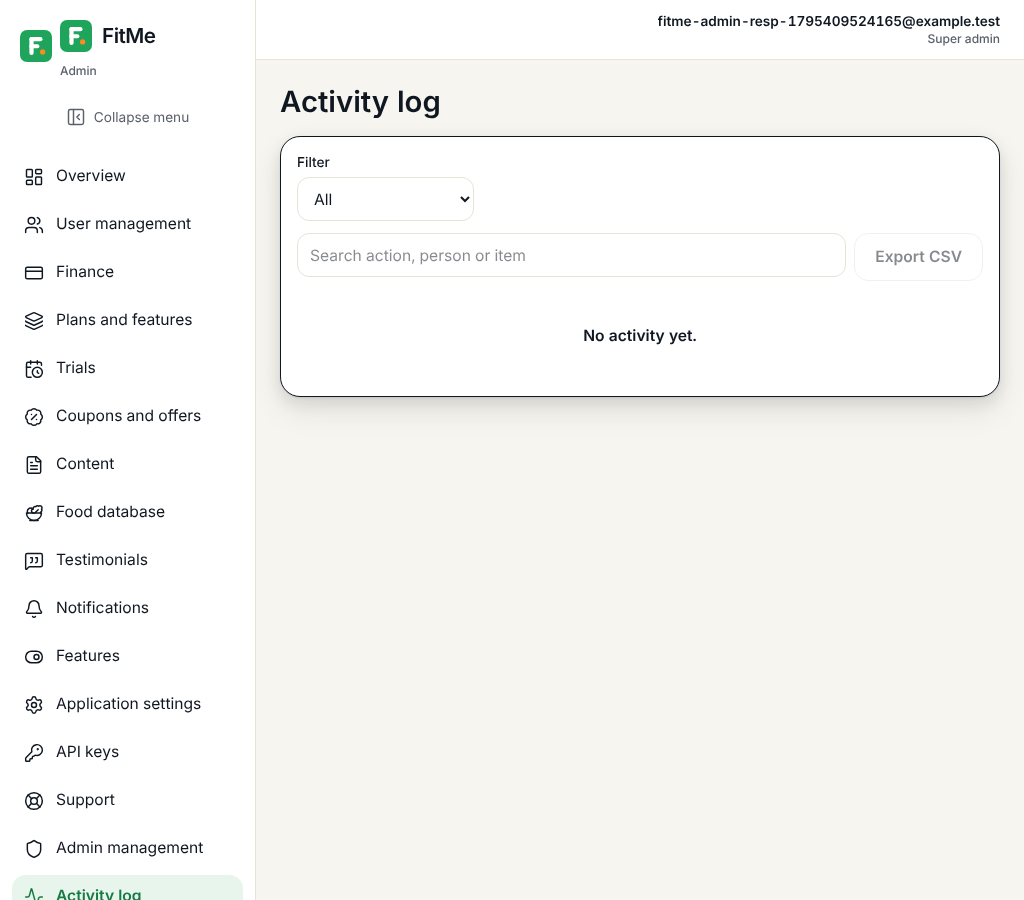 FitMe
Admin
Collapse menu
Overview
User management
Finance
Plans and features
Trials
Coupons and offers
Content
Food database
Testimonials
Notifications
Features
Application settings
API keys
Support
Admin management
Activity log
fitme-admin-resp-1795409524165@example.test
Super admin
Activity log
Filter
All
Search action, person or item
Export CSV
No activity yet.